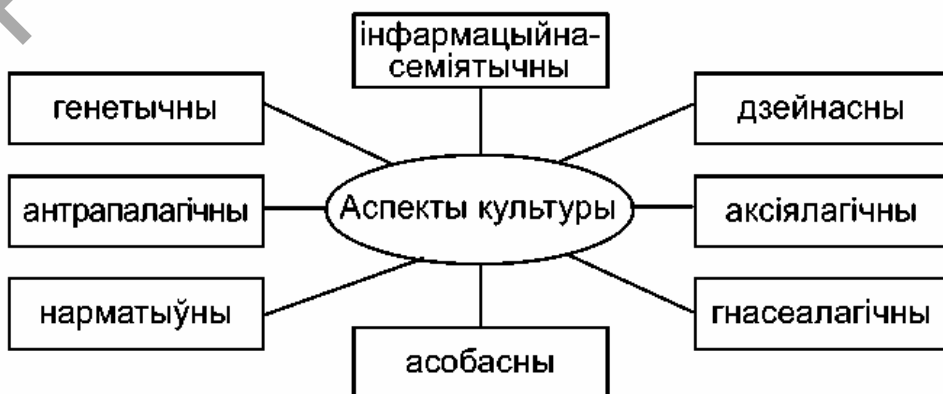 інфармацыйна-
семіятычны
генетычны
дзейнасны
антрапалагічны
Аспекты культуры
аксіялагічны
нарматыўны
гнасеалагічны
асобасны